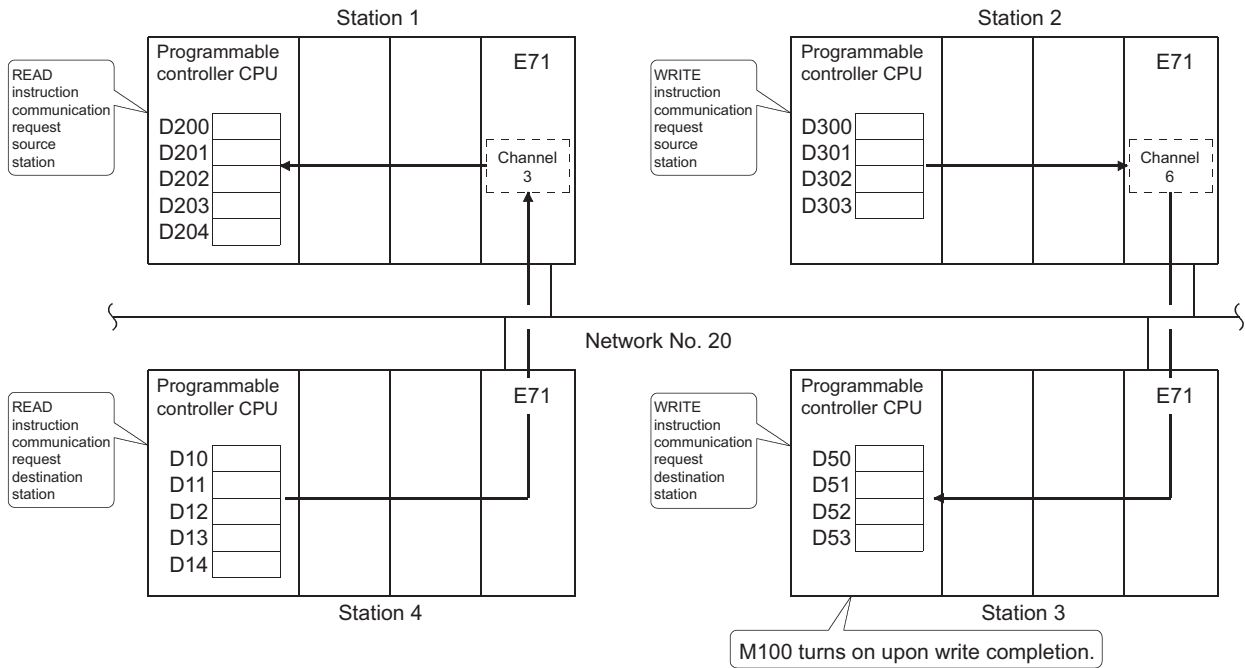 Station 1
Programmable
controller CPU
E71
READ
instruction
communication
request
source
station
D200
D201
D202
D203
D204
Channel
3
Station 2
Programmable
controller CPU
E71
WRITE
instruction
communication
request
source
station
D300
D301
D302
D303
Channel
6
Network No. 20
Programmable
controller CPU
E71
READ
instruction
communication
request
destination
station
D10
D11
D12
D13
D14
Station 4
Programmable
controller CPU
E71
WRITE
instruction
communication
request
destination
station
D50
D51
D52
D53
Station 3
M100 turns on upon write completion.